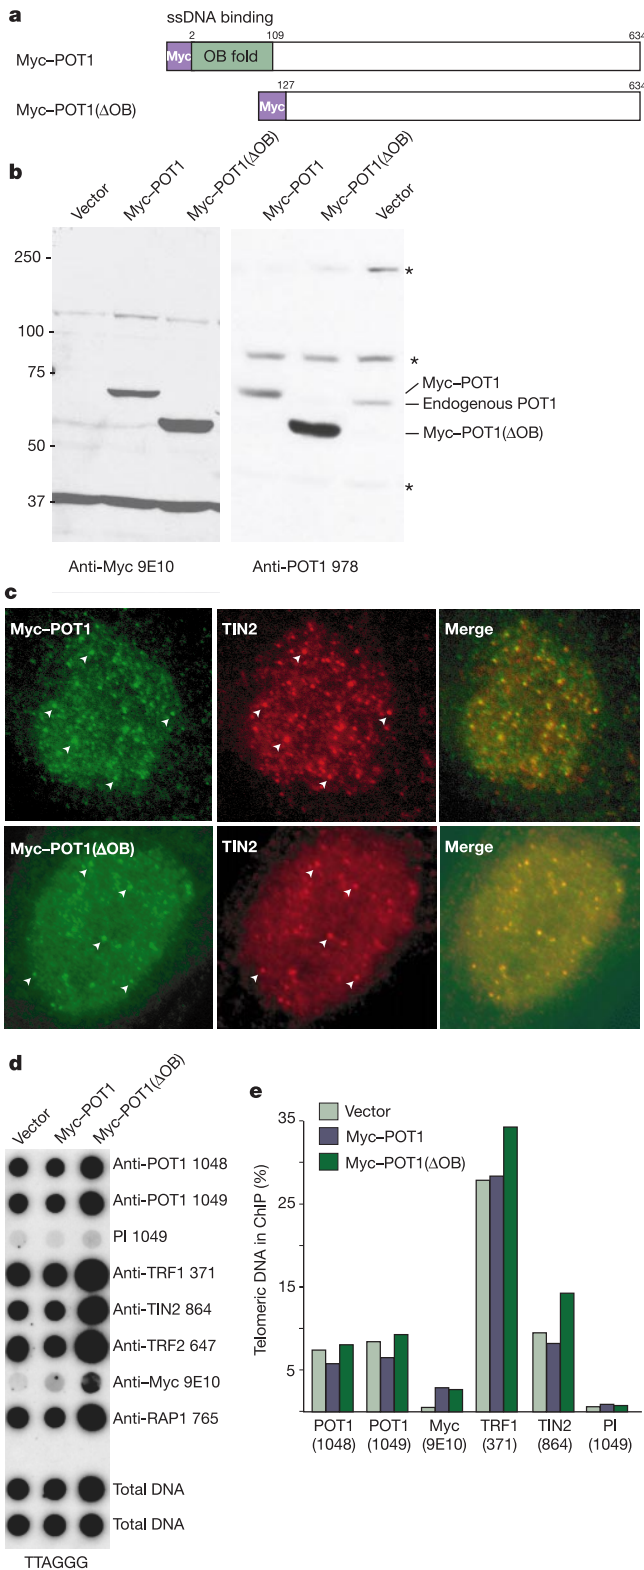 a
ssDNA binding
2 109 634
Myc–POT1 Myc OB fold
127 634
Myc–POT1(ΔOB) Myc
b
Vector Myc–POT1 Myc–POT1(ΔOB) Myc–POT1 Myc–POT1(ΔOB) Vector
250
*
100
*
75
Myc–POT1
Endogenous POT1
Myc–POT1(ΔOB)
50
*
37
Anti-Myc 9E10 Anti-POT1 978
c
Myc–POT1 TIN2 Merge
Myc–POT1(ΔOB) TIN2 Merge
d
Vector Myc–POT1 Myc–POT1(ΔOB)
Anti-POT1 1048
Anti-POT1 1049
PI 1049
Anti-TRF1 371
Anti-TIN2 864
Anti-TRF2 647
Anti–Myc 9E10
Anti-RAP1 765
Total DNA
Total DNA
TTAGGG
e
Vector
Myc–POT1
Myc–POT1(ΔOB)
Telomeric DNA in ChIP (%)
35
25
15
5
POT1 POT1 Myc TRF1 TIN2 PI
(1048) (1049) (9E10) (371) (864) (1049)